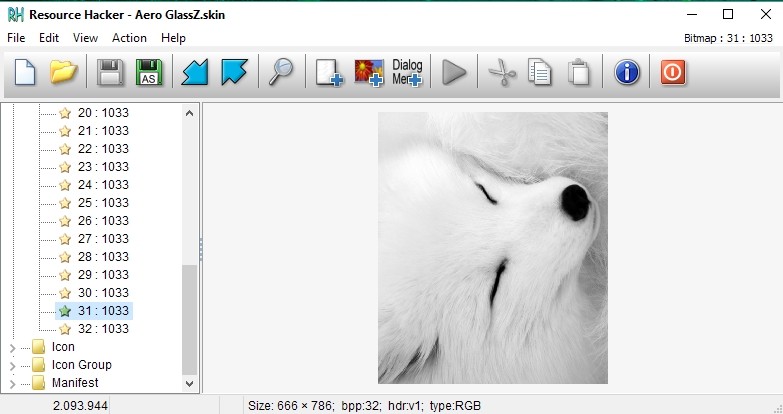 RH Resource Hacker - Aero GlassZ.skin
File Edit View Action Help Bitmap : 31 : 1033
AS
Dialog
Menu
20 : 1033
21 : 1033
22 : 1033
23 : 1033
24 : 1033
25 : 1033
26 : 1033
27 : 1033
28 : 1033
29 : 1033
30 : 1033
31 : 1033
32 : 1033
Icon
Icon Group
Manifest
2.093.944 Size: 666 × 786; bpp:32; hdr:v1; type:RGB